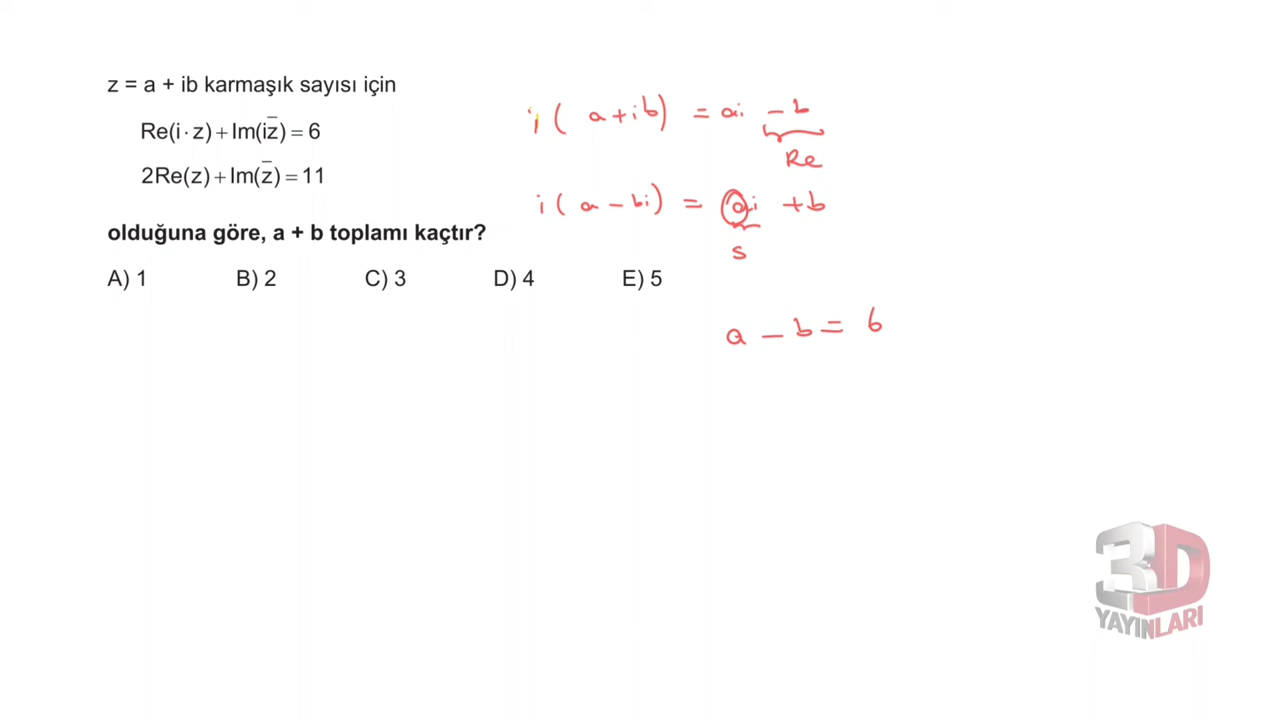 z = a + ib karmaşık sayısı için
Re(i · z) + Im(iz̅) = 6
2Re(z) + Im(z̅) = 11
olduğuna göre, a + b toplamı kaçtır?
A) 1 B) 2 C) 3 D) 4 E) 5
i ( a + ib ) = ai - b
Re
i ( a - bi ) = ai + b
s
a - b = 6
3D
YAYINLARI